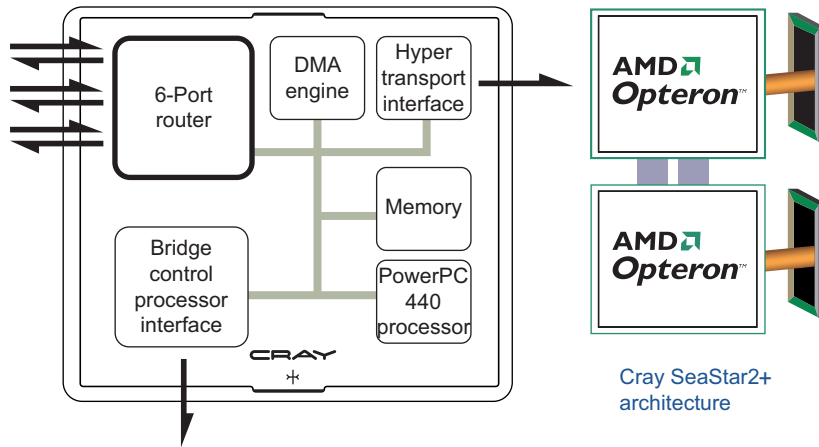 6-Port
router
DMA
engine
Hyper
transport
interface
Memory
Bridge
control
processor
interface
PowerPC
440
processor
CRAY
AMD
Opteron™
AMD
Opteron™
Cray SeaStar2+
architecture